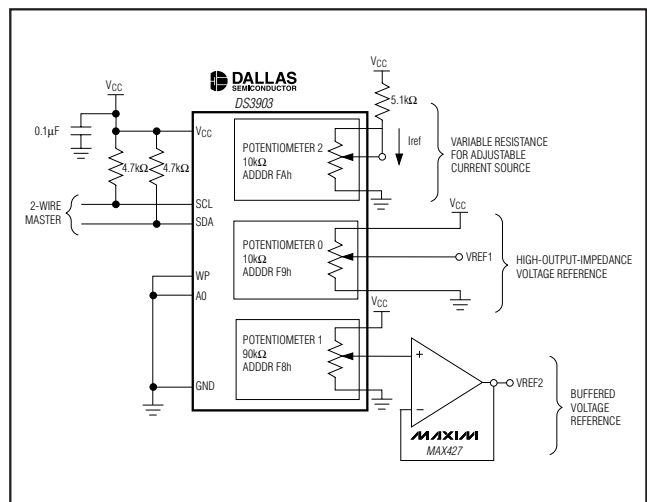 VCC
DALLAS
SEMICONDUCTOR
DS3903
VCC
0.1µF
4.7kΩ
4.7kΩ
VCC
5.1kΩ
Iref
POTENTIOMETER 2
10kΩ
ADDDR FAh
VARIABLE RESISTANCE
FOR ADJUSTABLE
CURRENT SOURCE
2-WIRE
MASTER
SCL
SDA
POTENTIOMETER 0
10kΩ
ADDDR F9h
VCC
VREF1
HIGH-OUTPUT-IMPEDANCE
VOLTAGE REFERENCE
WP
A0
VCC
POTENTIOMETER 1
90kΩ
ADDDR F8h
GND
+
−
VREF2
MAXIM
MAX427
BUFFERED
VOLTAGE
REFERENCE